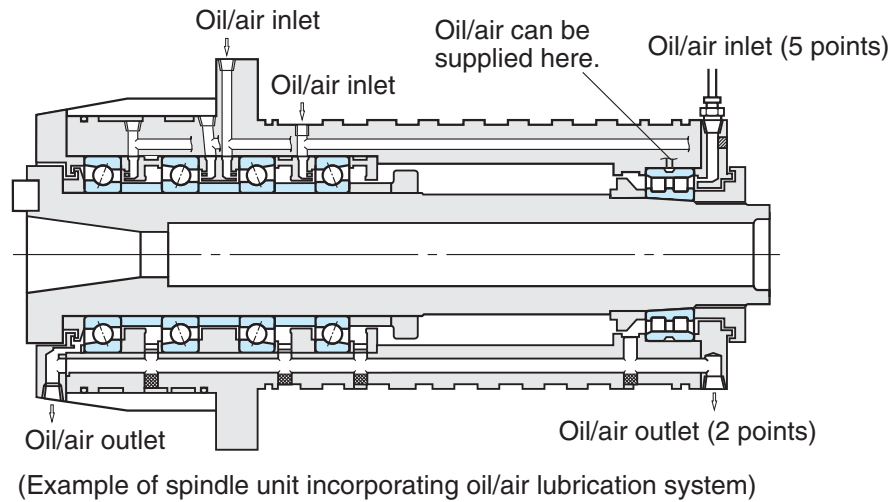 Oil/air inlet
Oil/air inlet
Oil/air can be
supplied here.
Oil/air inlet (5 points)
Oil/air outlet
Oil/air outlet (2 points)
(Example of spindle unit incorporating oil/air lubrication system)